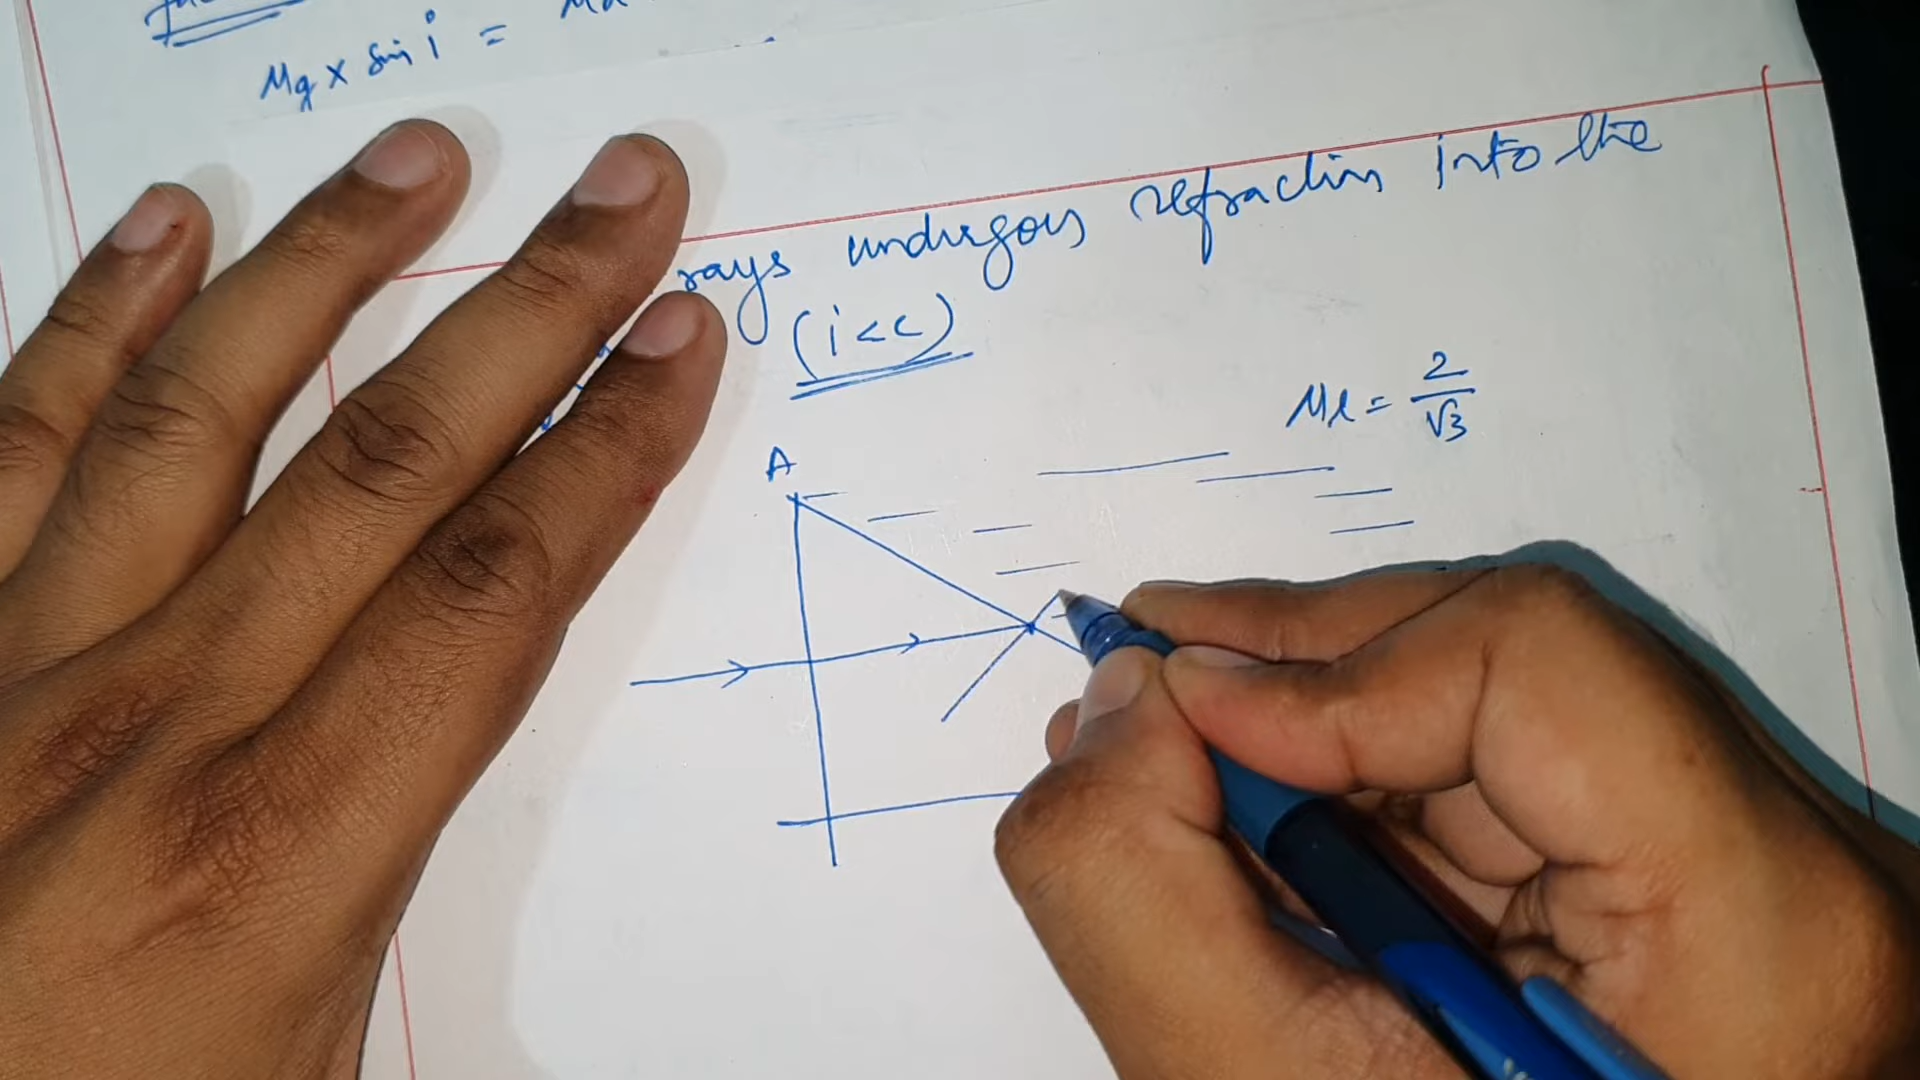 μg x sin i =
rays undergoes refraction into the
(i<c)
μl = 2/√3
A